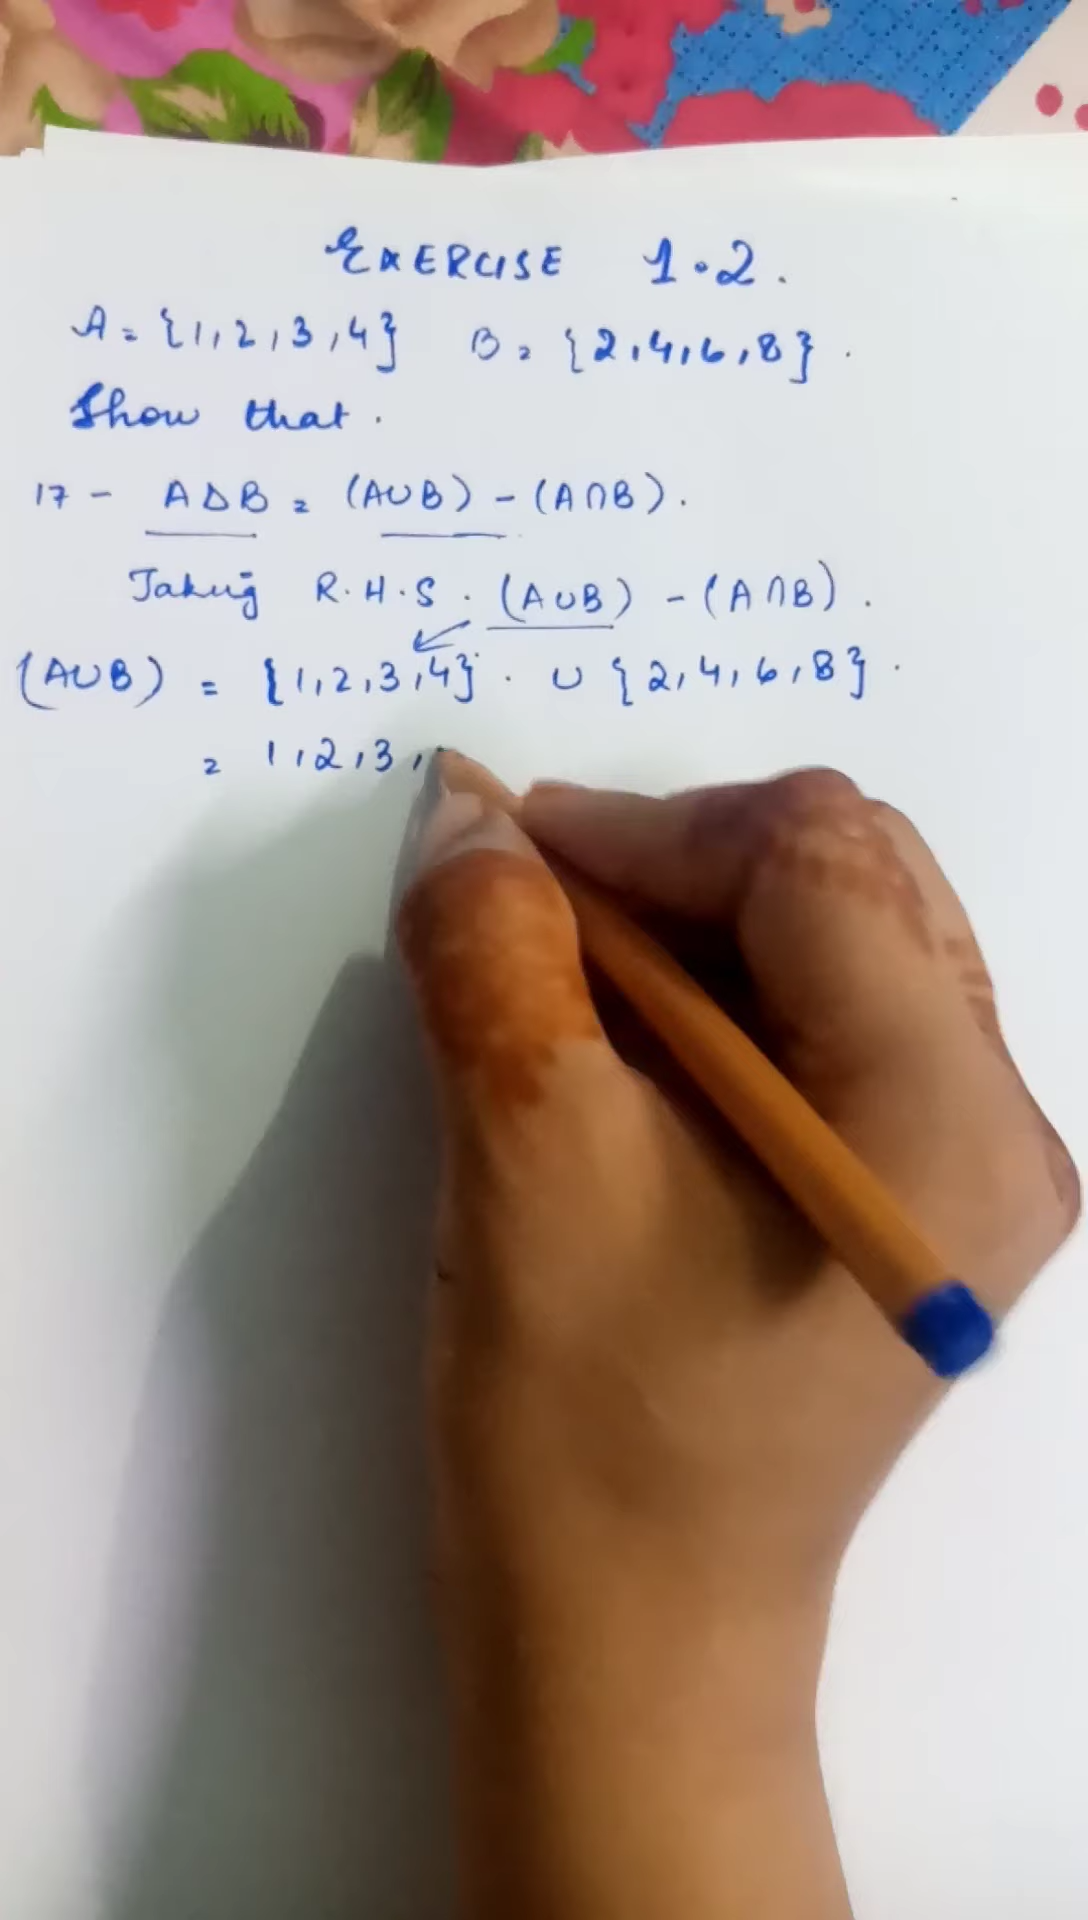 EXERCISE 1.2.
A = {1,2,3,4} B = {2,4,6,8}.
Show that.
17 - A Δ B = (A∪B) - (A∩B).
Taking R.H.S. (A∪B) - (A∩B).
(A∪B) = {1,2,3,4}. ∪ {2,4,6,8}.
= 1,2,3,